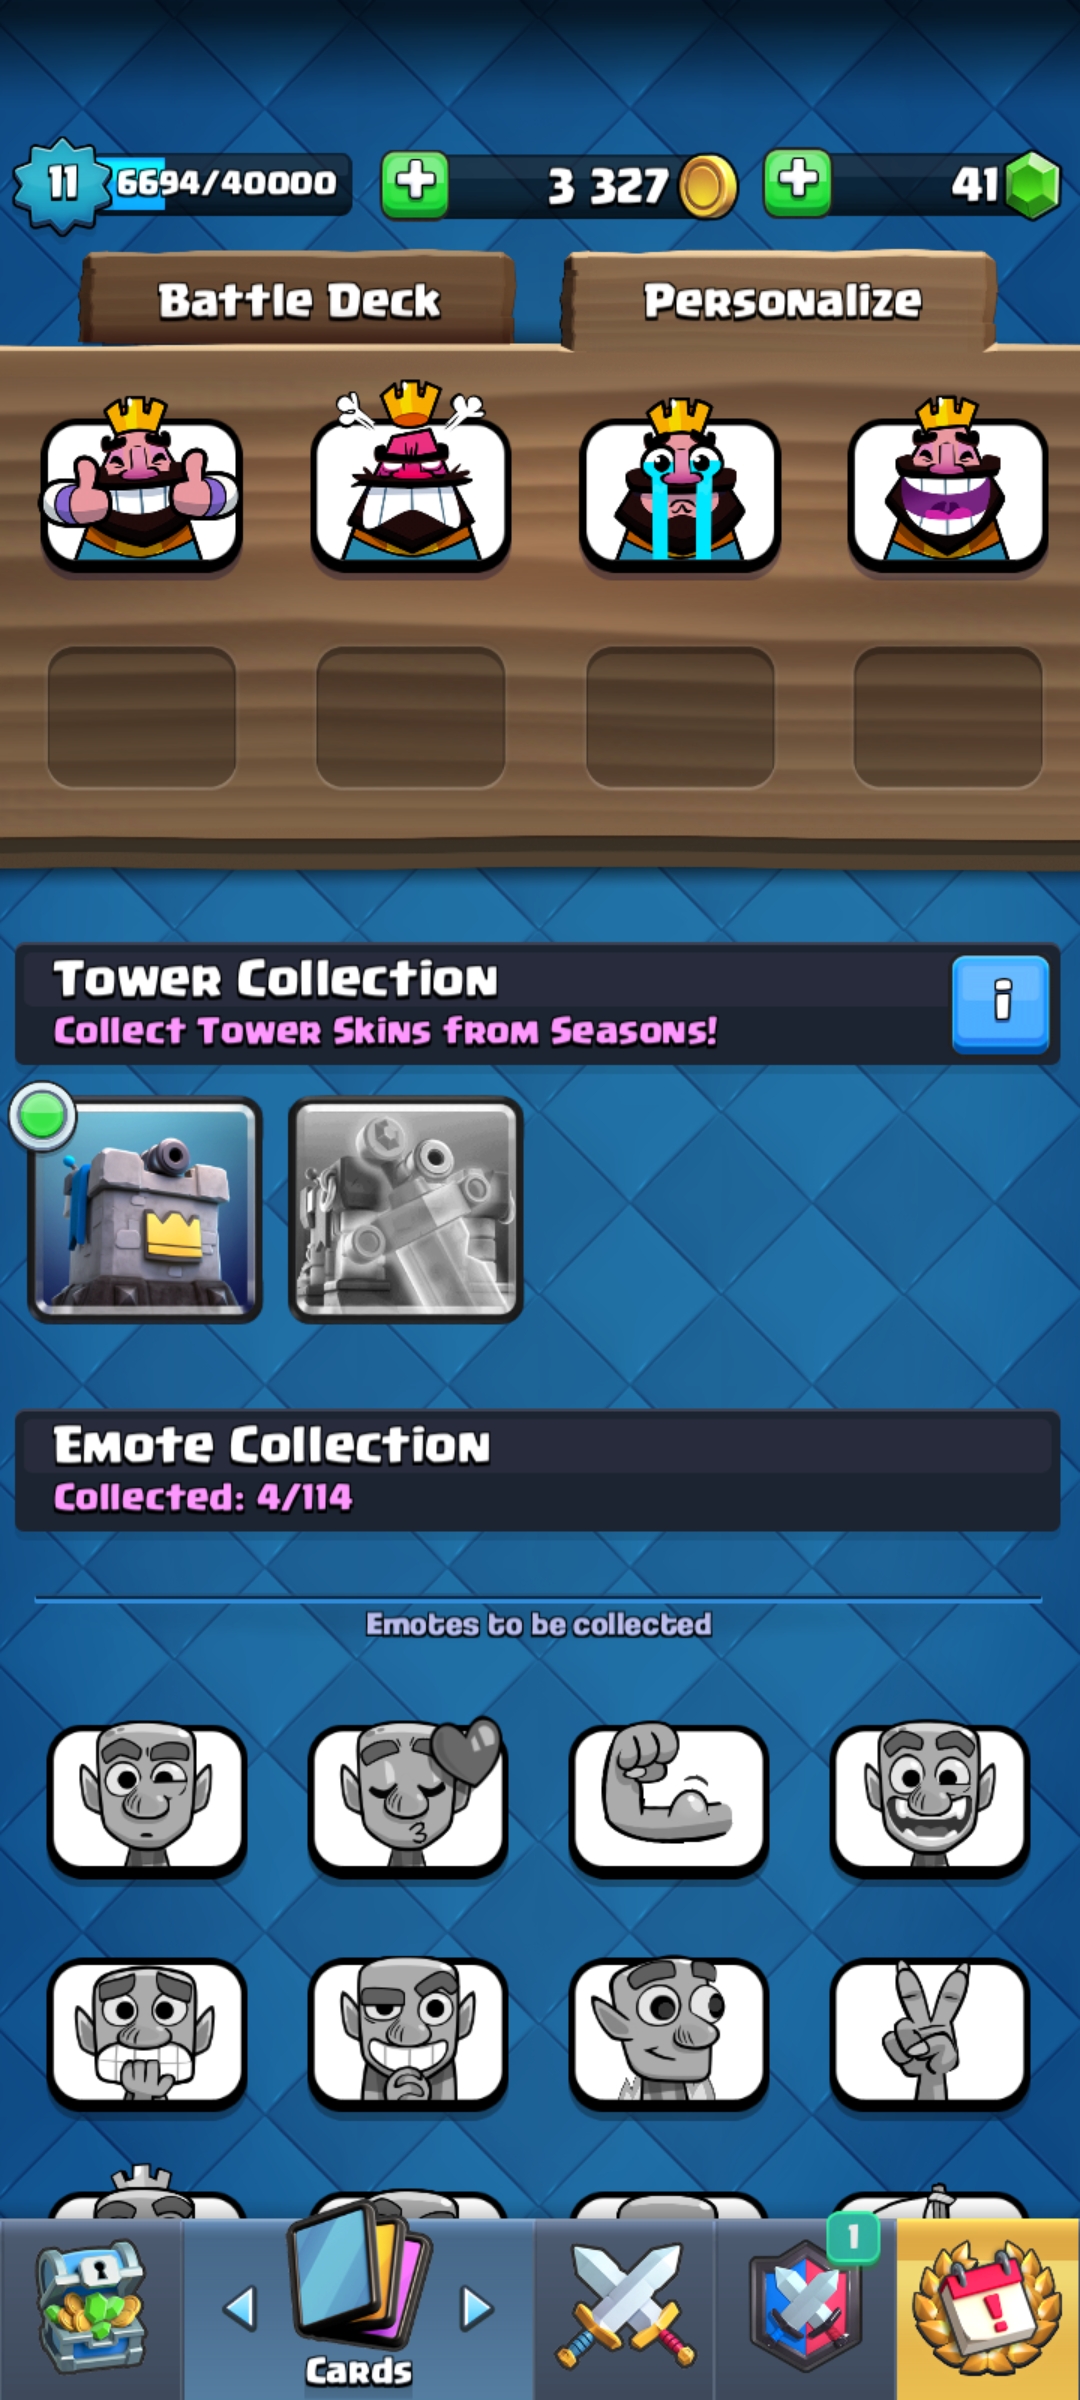 11
6694/40000
3 327
41
Battle Deck
Personalize
Tower Collection
Collect Tower Skins from Seasons!
i
Emote Collection
Collected: 4/114
Emotes to be collected
1
Cards